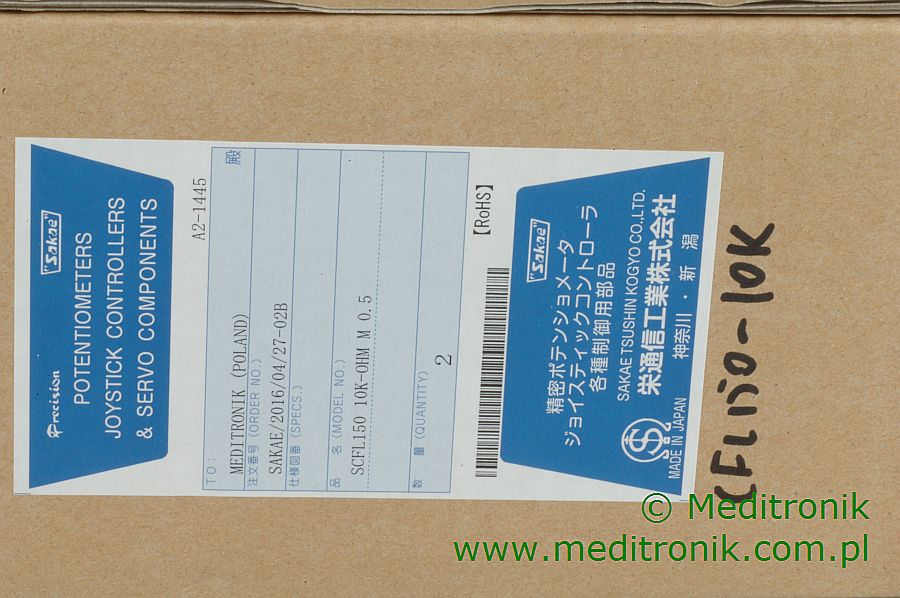 "Sakae"
Precision
POTENTIOMETERS
JOYSTICK CONTROLLERS
& SERVO COMPONENTS
A2-1445
TO: 殿
MEDITRONIK (POLAND)
注文番号 (ORDER NO.)
SAKAE/2016/04/27-02B
仕様図番 (SPECS.)
品 名 (MODEL NO.)
SCFL150 10K-OHM M 0.5
数 量 (QUANTITY)
2
【RoHS】
"Sakae"
精密ポテンショメータ
ジョイスティックコントローラ
各種制御用部品
SAKAE TSUSHIN KOGYO CO.,LTD.
栄通信工業株式会社
MADE IN JAPAN 神奈川・新 潟
CFL150-10K
© Meditronik
www.meditronik.com.pl